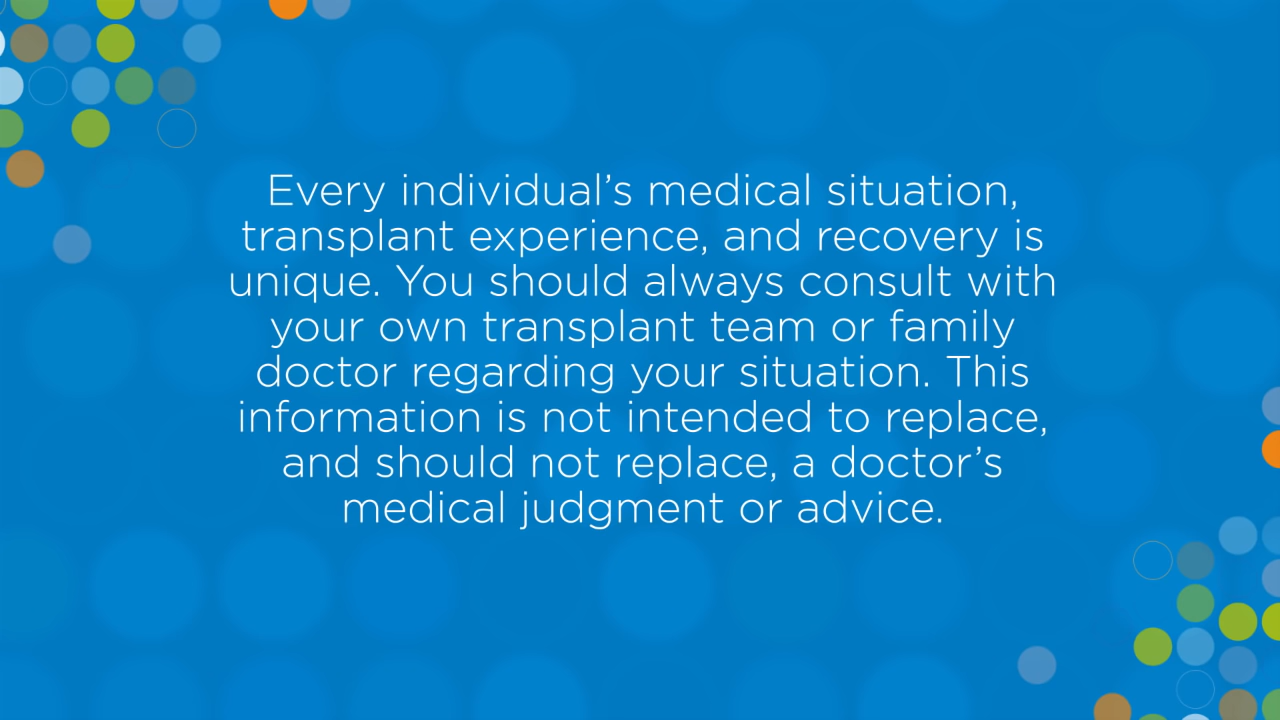 Every individual’s medical situation,
transplant experience, and recovery is
unique. You should always consult with
your own transplant team or family
doctor regarding your situation. This
information is not intended to replace,
and should not replace, a doctor’s
medical judgment or advice.